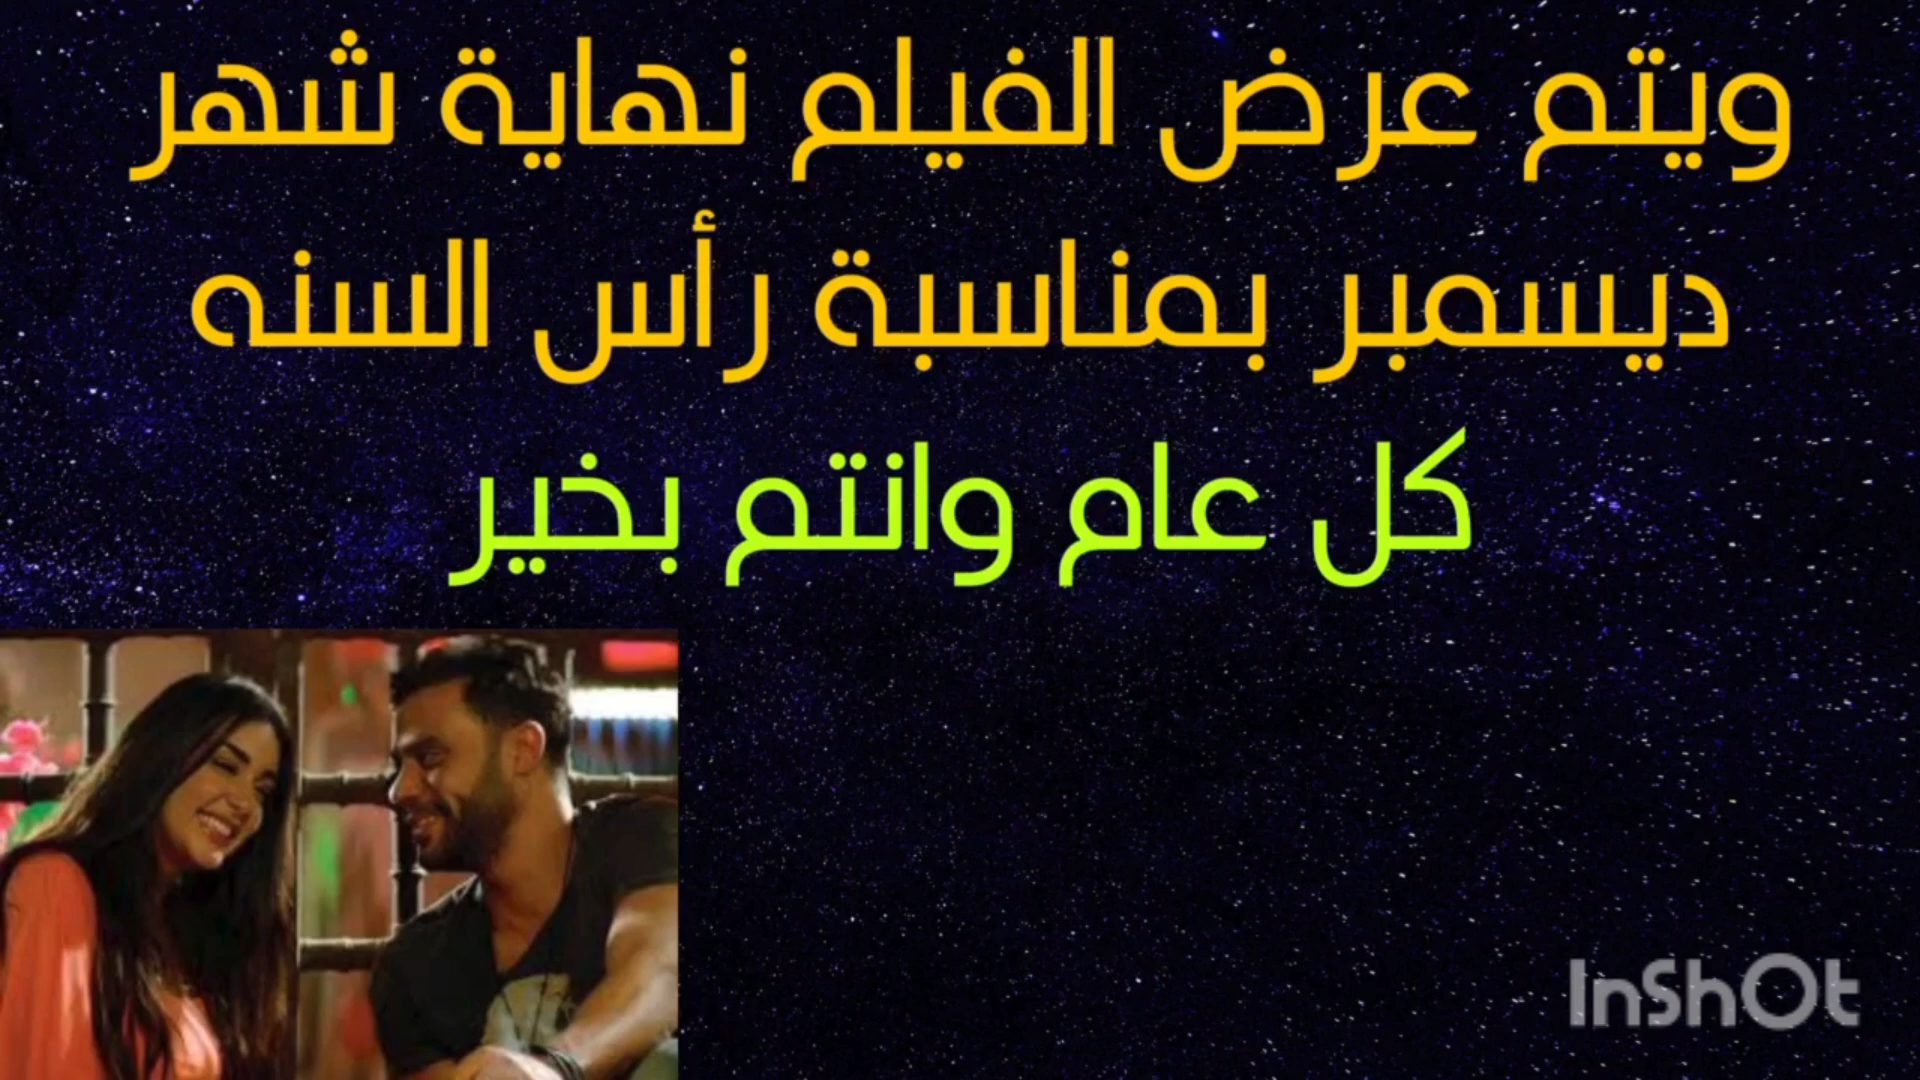 ويتم عرض الفيلم نهاية شهر
ديسمبر بمناسبة رأس السنه
كل عام وانتم بخير
InShOt